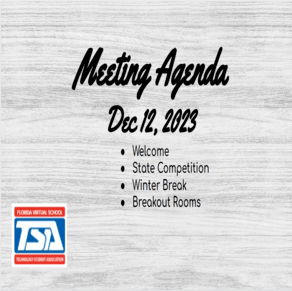 Meeting Agenda
Dec 12, 2023
• Welcome
• State Competition
• Winter Break
• Breakout Rooms
FLORIDA VIRTUAL SCHOOL
TSA
TECHNOLOGY STUDENT ASSOCIATION